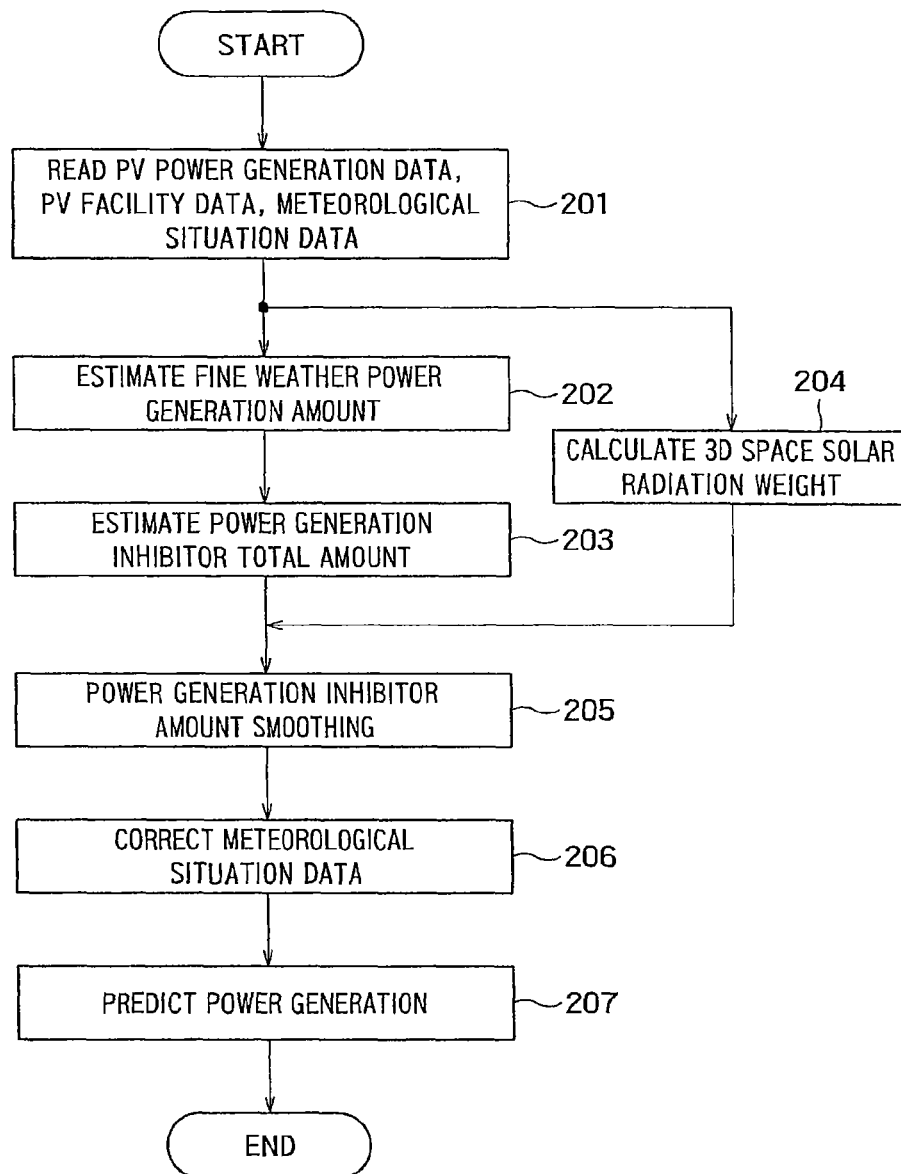 START
READ PV POWER GENERATION DATA,
PV FACILITY DATA, METEOROLOGICAL
SITUATION DATA
201
ESTIMATE FINE WEATHER POWER
GENERATION AMOUNT
202
204
CALCULATE 3D SPACE SOLAR
RADIATION WEIGHT
ESTIMATE POWER GENERATION
INHIBITOR TOTAL AMOUNT
203
POWER GENERATION INHIBITOR
AMOUNT SMOOTHING
205
CORRECT METEOROLOGICAL
SITUATION DATA
206
PREDICT POWER GENERATION
207
END